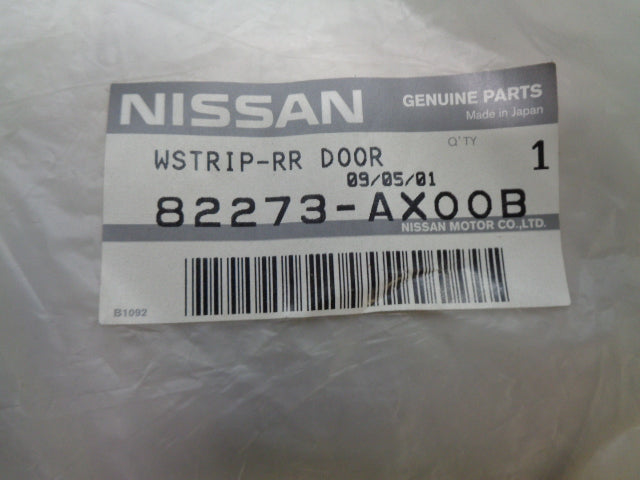 NISSAN
GENUINE PARTS
Made in Japan
WSTRIP-RR DOOR
Q'TY
1
09/05/01
82273-AX00B
NISSAN MOTOR CO.,LTD.
B1092